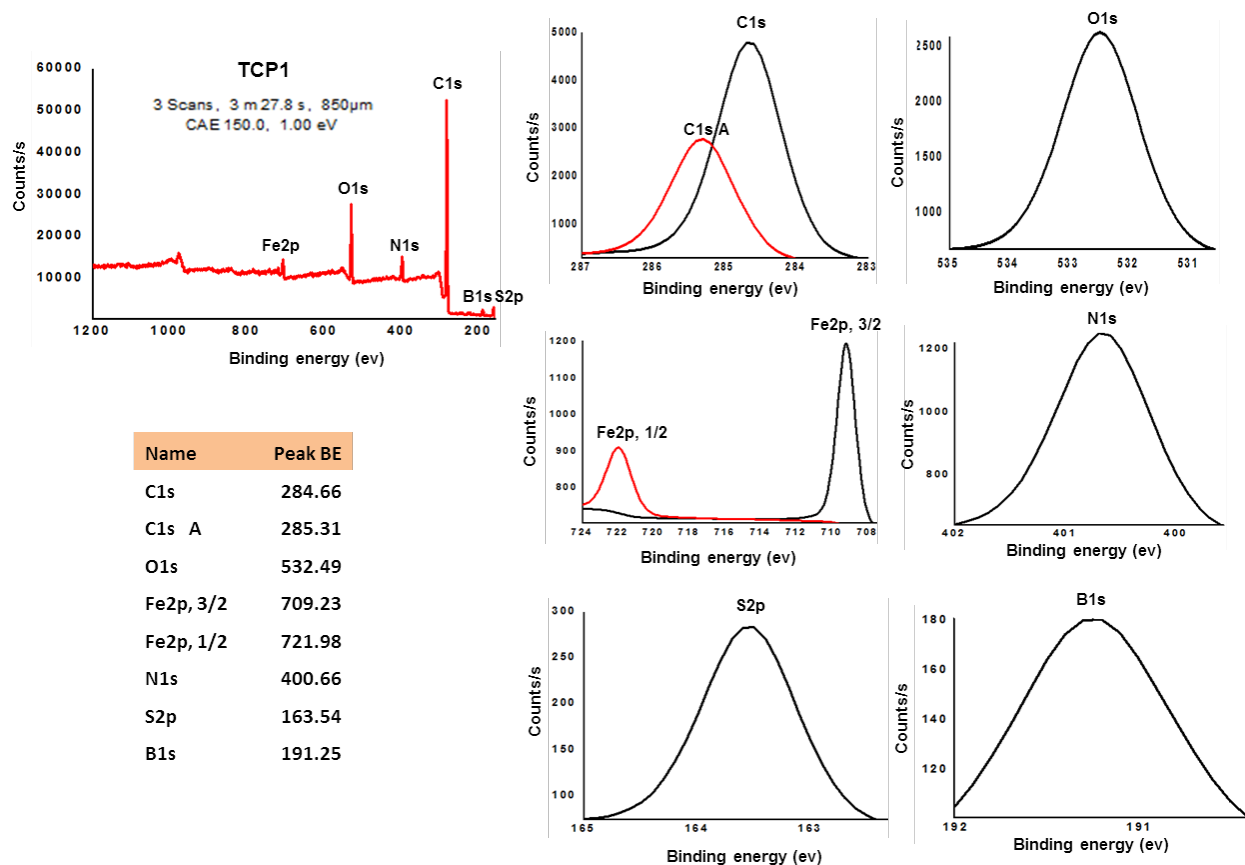 TCP1
3 Scans, 3 m 27.8 s, 850µm
CAE 150.0, 1.00 eV
60000
50000
40000
30000
20000
10000
Counts/s
C1s
O1s
Fe2p
N1s
B1s S2p
1200 1000 800 600 400 200
Binding energy (ev)
C1s
C1s A
5000
4000
3000
2000
1000
Counts/s
287 286 285 284 283
Binding energy (ev)
O1s
2500
2000
1500
1000
Counts/s
535 534 533 532 531
Binding energy (ev)
Fe2p, 3/2
Fe2p, 1/2
1200
1100
1000
900
800
Counts/s
724 722 720 718 716 714 712 710 708
Binding energy (ev)
N1s
1200
1000
800
Counts/s
402 401 400
Binding energy (ev)
Name Peak BE
C1s 284.66
C1s A 285.31
O1s 532.49
Fe2p, 3/2 709.23
Fe2p, 1/2 721.98
N1s 400.66
S2p 163.54
B1s 191.25
S2p
300
250
200
150
100
Counts/s
165 164 163
Binding energy (ev)
B1s
180
160
140
120
Counts/s
192 191
Binding energy (ev)